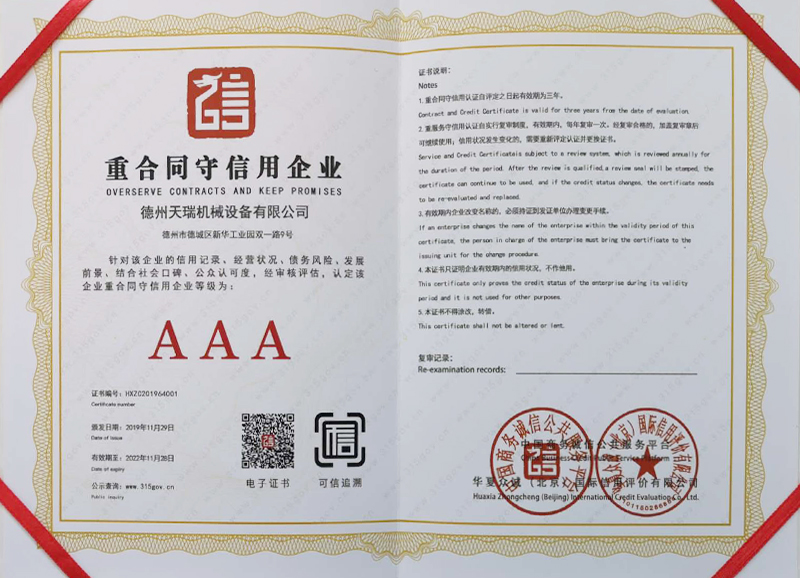 重合同守信用企业
OVERSERVE CONTRACTS AND KEEP PROMISES
德州天瑞机械设备有限公司
德州市德城区新华工业园双一路9号
针对该企业的信用记录、经营状况、债务风险、发展
前景、结合社会口碑、公众认可度，经审核评估，认定该
企业重合同守信用企业等级为：
AAA
证书编号：HXZC0201964001
Certificate number
颁发日期：2019年11月29日
Date of issue
有效期至：2022年11月28日
Date of expiry
公示查询：www.315gov.cn
Public inquiry
电子证书
可信追溯
证书说明：
Notes
1.重合同守信用认证自评定之日起有效期为三年。
Contract and Credit Certificate is valid for three years from the date of evaluation.
2.重服务守信用认证自实行复审制度，有效期内，每年复审一次。经复审合格的，加盖复审章后
可继续使用；信用状况发生变化的，需要重新评定认证并更换证书。
Service and Credit Certificateis subject to a review system, which is reviewed annually for
the duration of the period. After the review is qualified,a review seal will be stamped, the
certificate can continue to be used, and if the credit status changes, the certificate needs
to be re-evaluated and replaced.
3.有效期内企业改变名称的，必须持证到发证单位办理变更手续。
If an enterprise changes the name of the enterprise within the validity period of this
certificate, the person in charge of the enterprise must bring the certificate to the
issuing unit for the change procedure.
4.本证书只证明企业有效期内的信用状况，不作他用。
This certificate only proves the credit status of the enterprise during its validity
period and it is not used for other purposes.
5.本证书不得涂改，转借。
This certificate shall not be altered or lent.
复审记录：
Re-examination records:
中国商务诚信公共服务平台
华夏众诚（北京）国际信用评价有限公司
Huaxia Zhongcheng (Beijing) International Credit Evaluation Co., Ltd.